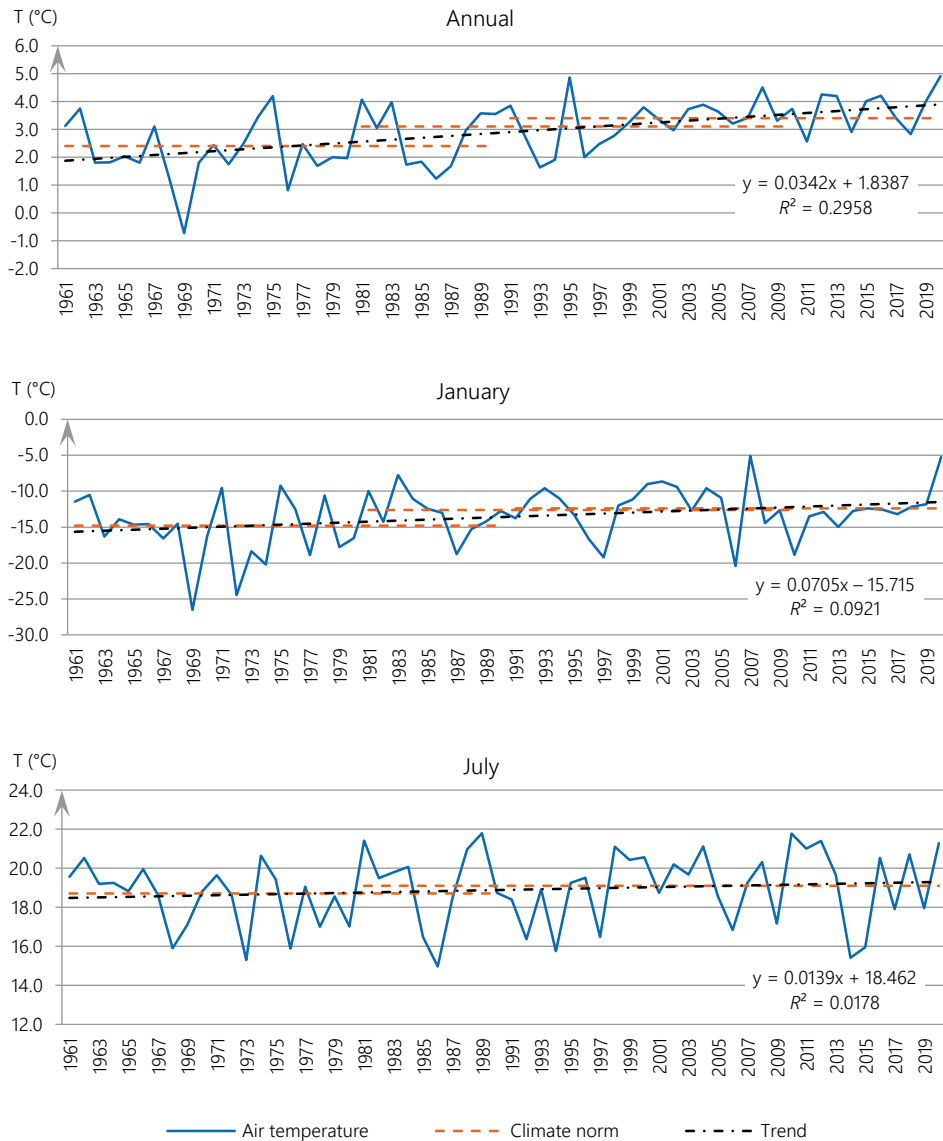 T (°C)
Annual
6.0
5.0
4.0
3.0
2.0
1.0
0.0
-1.0
-2.0
y = 0.0342x + 1.8387
R² = 0.2958
1961 1963 1965 1967 1969 1971 1973 1975 1977 1979 1981 1983 1985 1987 1989 1991 1993 1995 1997 1999 2001 2003 2005 2007 2009 2011 2013 2015 2017 2019
T (°C)
January
0.0
-5.0
-10.0
-15.0
-20.0
-25.0
-30.0
y = 0.0705x – 15.715
R² = 0.0921
1961 1963 1965 1967 1969 1971 1973 1975 1977 1979 1981 1983 1985 1987 1989 1991 1993 1995 1997 1999 2001 2003 2005 2007 2009 2011 2013 2015 2017 2019
T (°C)
July
24.0
22.0
20.0
18.0
16.0
14.0
12.0
y = 0.0139x + 18.462
R² = 0.0178
1961 1963 1965 1967 1969 1971 1973 1975 1977 1979 1981 1983 1985 1987 1989 1991 1993 1995 1997 1999 2001 2003 2005 2007 2009 2011 2013 2015 2017 2019
Air temperature Climate norm Trend